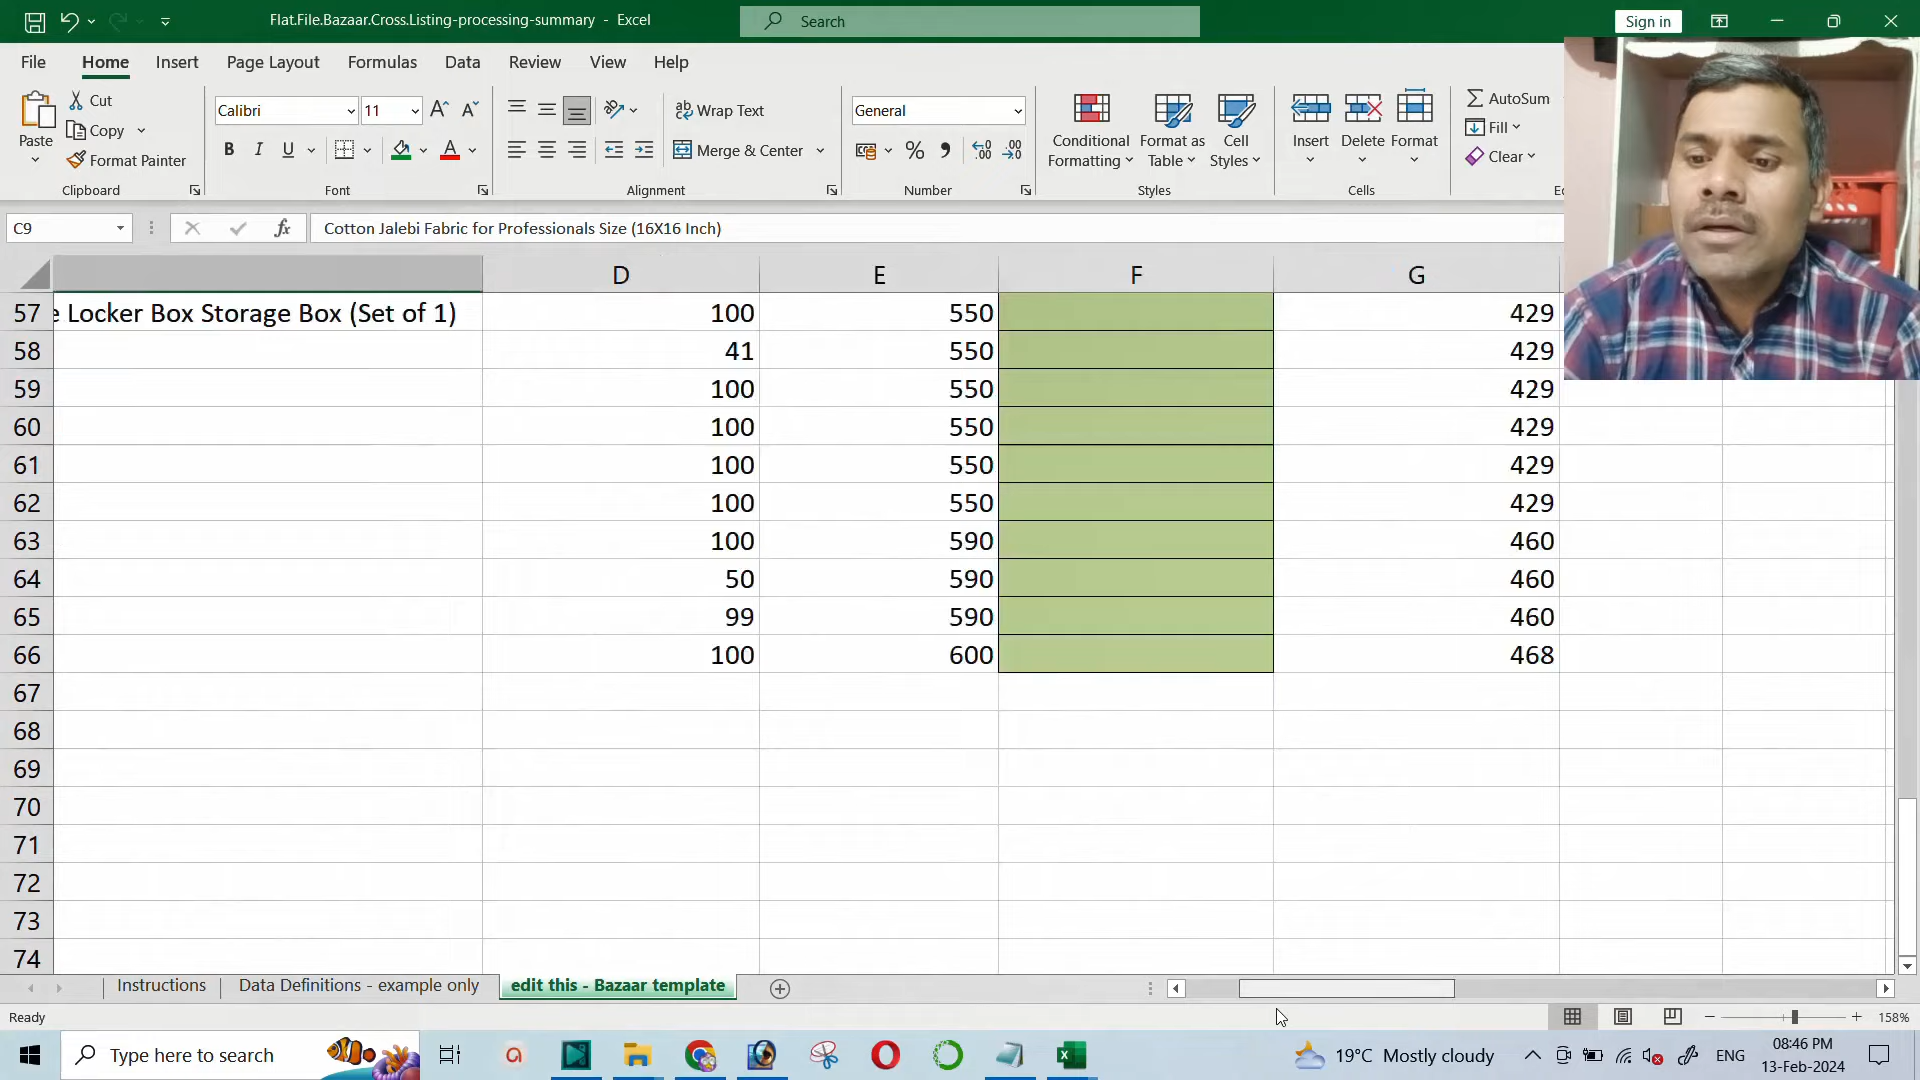 Flat.File.Bazaar.Cross.Listing-processing-summary - Excel
Search
Sign in
File Home Insert Page Layout Formulas Data Review View Help
Paste
Cut
Copy
Format Painter
Clipboard
Calibri 11
B I U
Font
Wrap Text
Merge & Center
Alignment
General
Number
Conditional Formatting
Format as Table
Cell Styles
Styles
Insert Delete Format
Cells
AutoSum
Fill
Clear
C9
fx Cotton Jalebi Fabric for Professionals Size (16X16 Inch)
D E F G
57 e Locker Box Storage Box (Set of 1) 100 550 429
58 41 550 429
59 100 550 429
60 100 550 429
61 100 550 429
62 100 550 429
63 100 590 460
64 50 590 460
65 99 590 460
66 100 600 468
67
68
69
70
71
72
73
74
Instructions Data Definitions - example only edit this - Bazaar template
Ready
158%
Type here to search
19°C Mostly cloudy
ENG
08:46 PM
13-Feb-2024